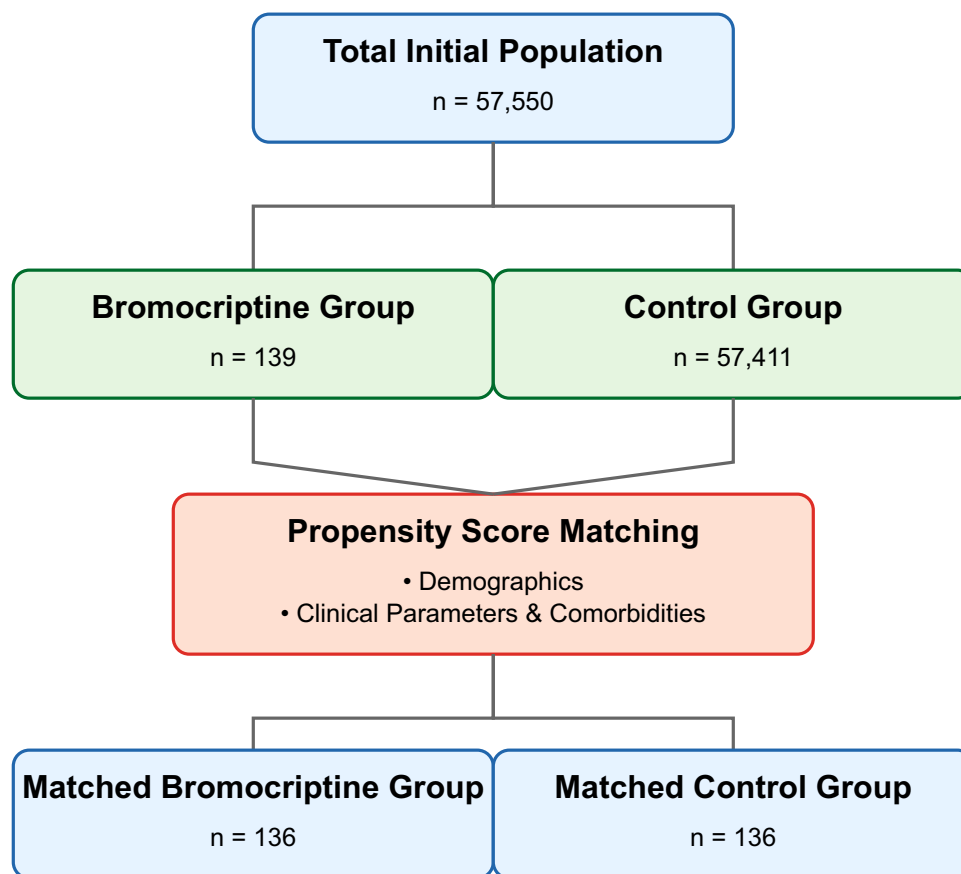 Total Initial Population
n = 57,550
Bromocriptine Group
n = 139
Control Group
n = 57,411
Propensity Score Matching
• Demographics
• Clinical Parameters & Comorbidities
Matched Bromocriptine Group
n = 136
Matched Control Group
n = 136